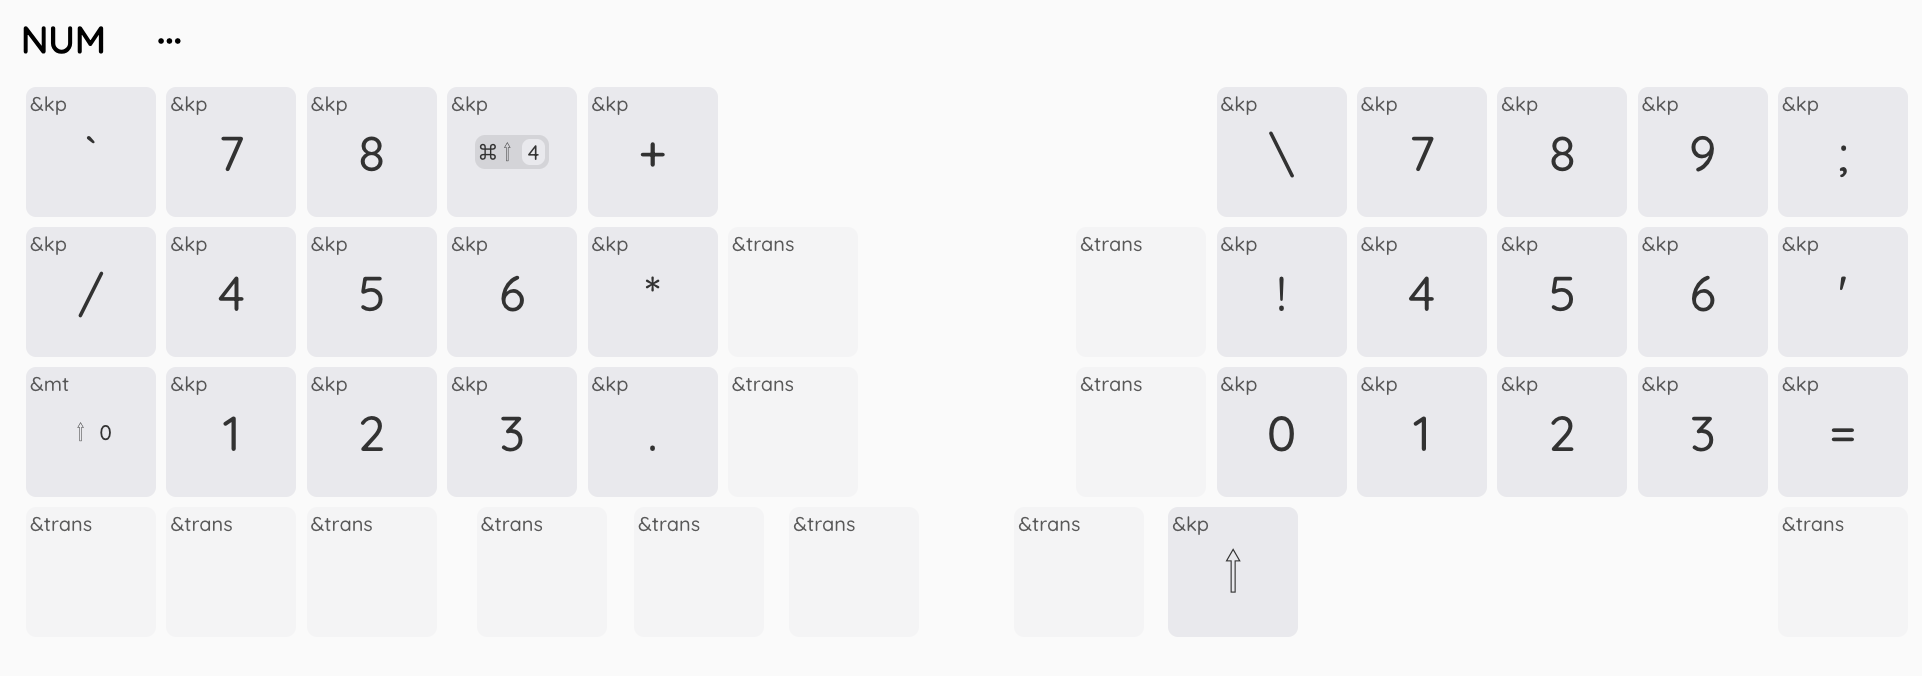 NUM ...
&kp &kp &kp &kp &kp &kp &kp &kp &kp &kp
` 7 8 ⌘⇧ 4 + \ 7 8 9 ;
&kp &kp &kp &kp &kp &trans &trans &kp &kp &kp &kp &kp
/ 4 5 6 * ! 4 5 6 '
&mt &kp &kp &kp &kp &trans &trans &kp &kp &kp &kp &kp
⇧ 0 1 2 3 . 0 1 2 3 =
&trans &trans &trans &trans &trans &trans &trans &kp &trans
⇧